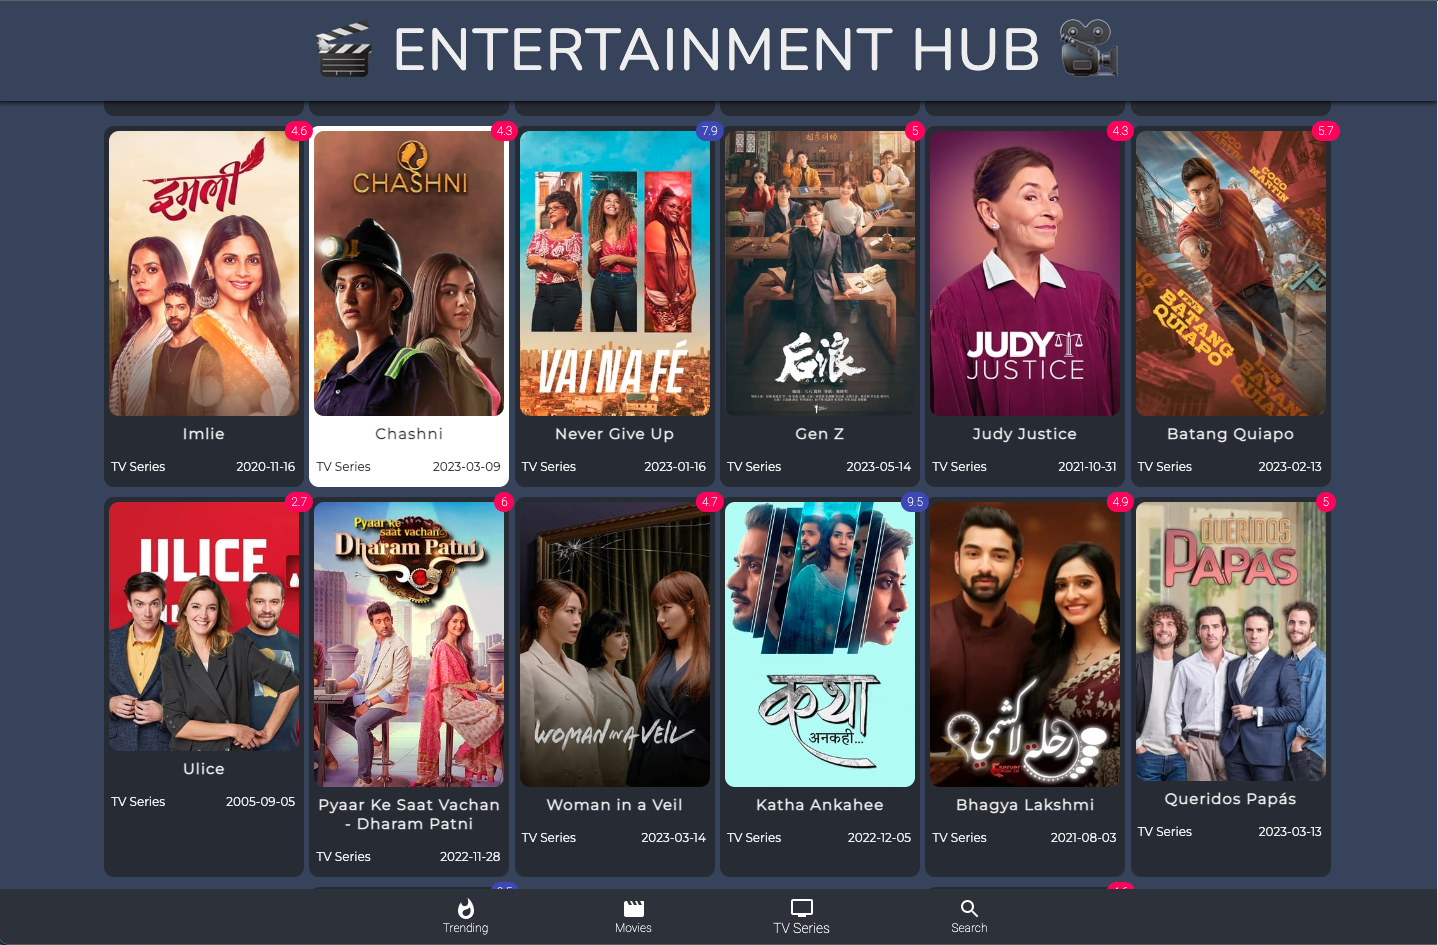 ENTERTAINMENT HUB
4.6
इमली
Imlie
TV Series 2020-11-16
4.3
CHASHNI
Chashni
TV Series 2023-03-09
7.9
VAI NA FÉ
Never Give Up
TV Series 2023-01-16
5
后浪
GEN Z
Gen Z
TV Series 2023-05-14
4.3
JUDY
JUSTICE
Judy Justice
TV Series 2021-10-31
5.7
COCO
MARTIN
BATANG
QUIAPO
Batang Quiapo
TV Series 2023-02-13
2.7
ULICE
Ulice
TV Series 2005-09-05
6
Pyaar ke
saat vachan
Dharam Patni
Pyaar Ke Saat Vachan
- Dharam Patni
TV Series 2022-11-28
4.7
WOMAN IN A VEIL
Woman in a Veil
TV Series 2023-03-14
9.5
कथा
अनकही...
Katha Ankahee
TV Series 2022-12-05
4.9
رحلة لاكشمي
Bhagya Lakshmi
TV Series 2021-08-03
5
QUERIDOS
PAPÁS
Queridos Papás
TV Series 2023-03-13
Trending
Movies
TV Series
Search